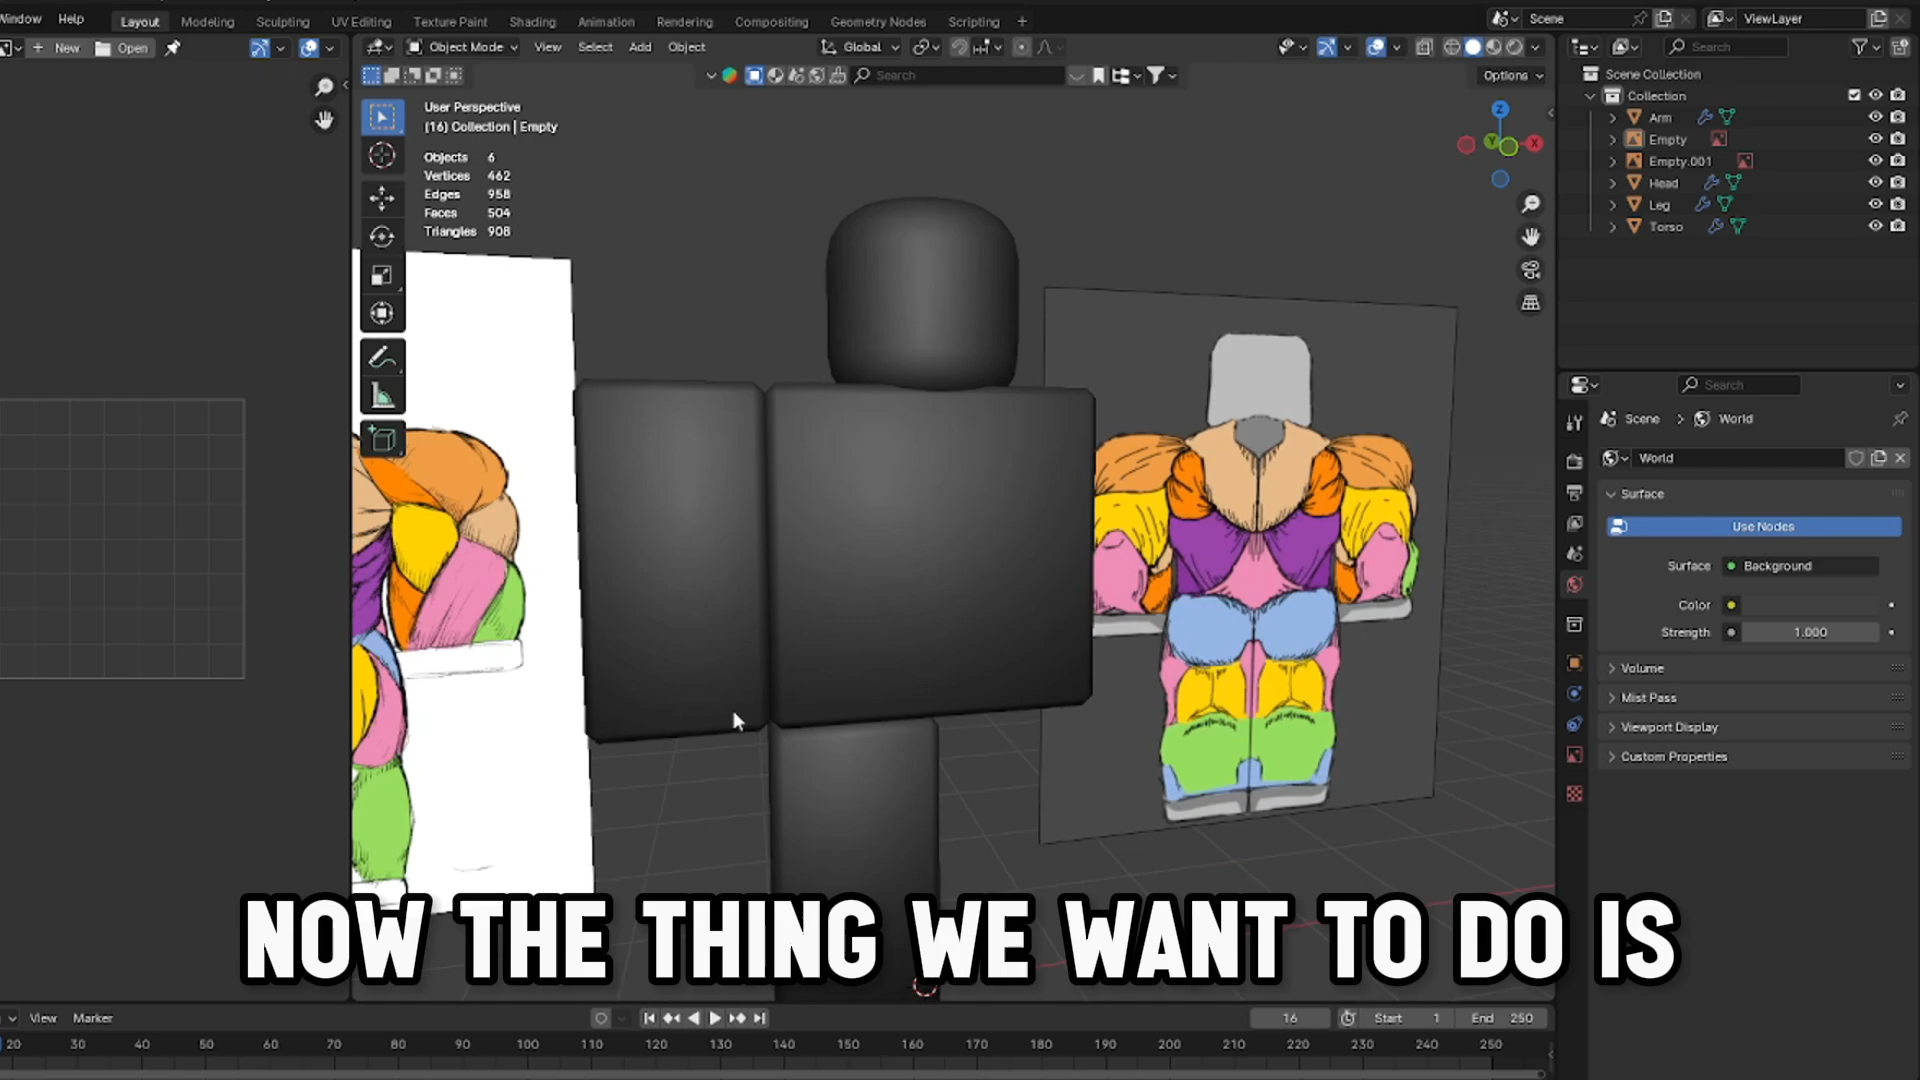 Window Help Layout Modeling Sculpting UV Editing Texture Paint Shading Animation Rendering Compositing Geometry Nodes Scripting + Scene ViewLayer
+ New Open Object Mode View Select Add Object Global Search
Search Options
User Perspective
(16) Collection | Empty
Objects 6
Vertices 462
Edges 958
Faces 504
Triangles 908
Z
Y
X
Scene Collection
Collection
Arm
Empty
Empty.001
Head
Leg
Torso
Search
Scene > World
World
Surface
Use Nodes
Surface Background
Color
Strength 1.000
Volume
Mist Pass
Viewport Display
Custom Properties
NOW THE THING WE WANT TO DO IS
View Marker 16 Start 1 End 250
20 30 40 50 60 70 80 90 100 110 120 130 140 150 160 170 180 190 200 210 220 230 240 250